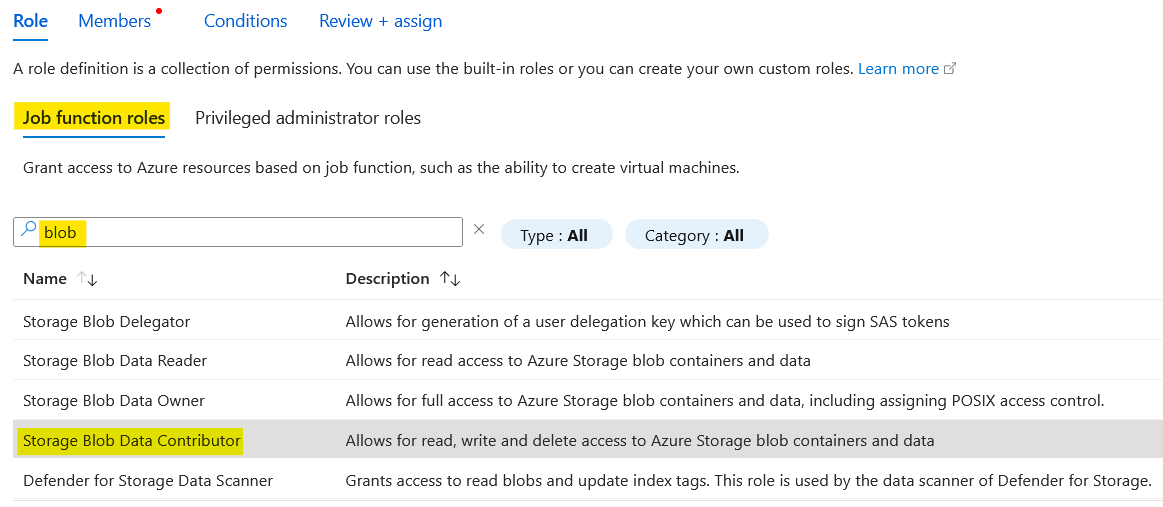 Role Members Conditions Review + assign
A role definition is a collection of permissions. You can use the built-in roles or you can create your own custom roles. Learn more
Job function roles Privileged administrator roles
Grant access to Azure resources based on job function, such as the ability to create virtual machines.
blob Type : All Category : All
Name Description
Storage Blob Delegator Allows for generation of a user delegation key which can be used to sign SAS tokens
Storage Blob Data Reader Allows for read access to Azure Storage blob containers and data
Storage Blob Data Owner Allows for full access to Azure Storage blob containers and data, including assigning POSIX access control.
Storage Blob Data Contributor Allows for read, write and delete access to Azure Storage blob containers and data
Defender for Storage Data Scanner Grants access to read blobs and update index tags. This role is used by the data scanner of Defender for Storage.